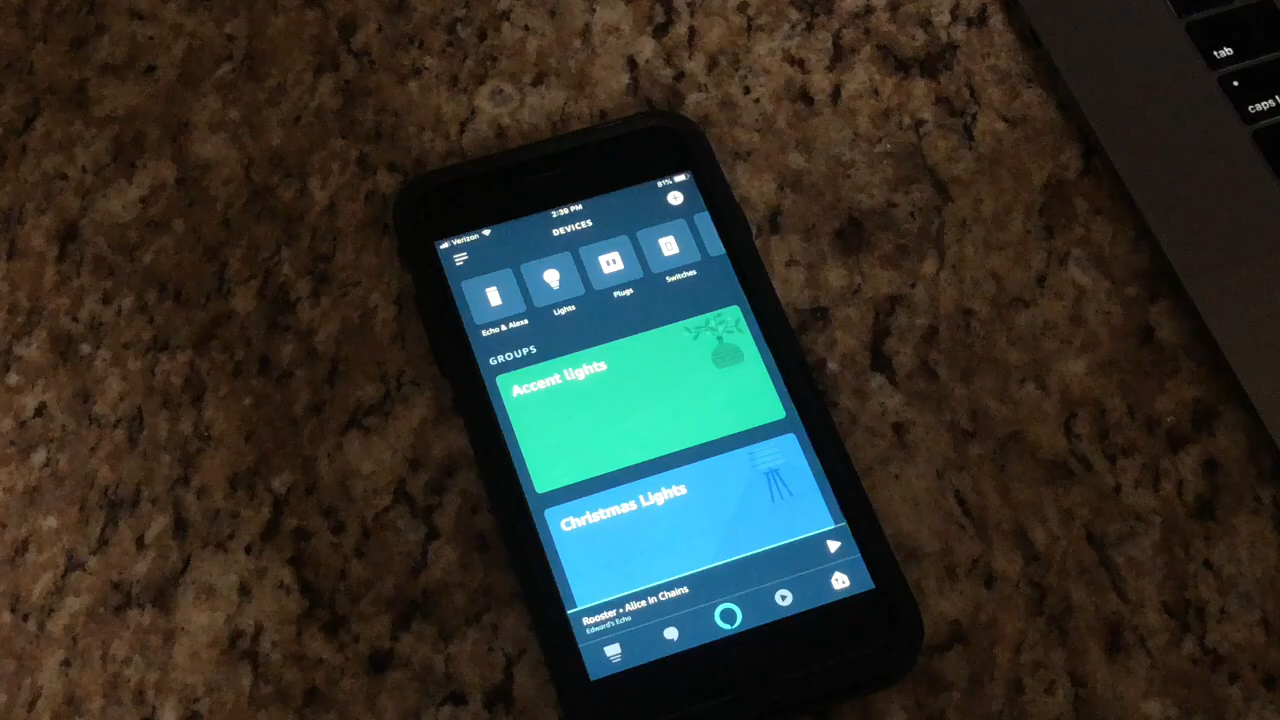 Verizon
2:39 PM
81%
DEVICES
Echo & Alexa
Lights
Plugs
Switches
GROUPS
Accent lights
Christmas Lights
Rooster • Alice In Chains
Edward's Echo
tab
caps